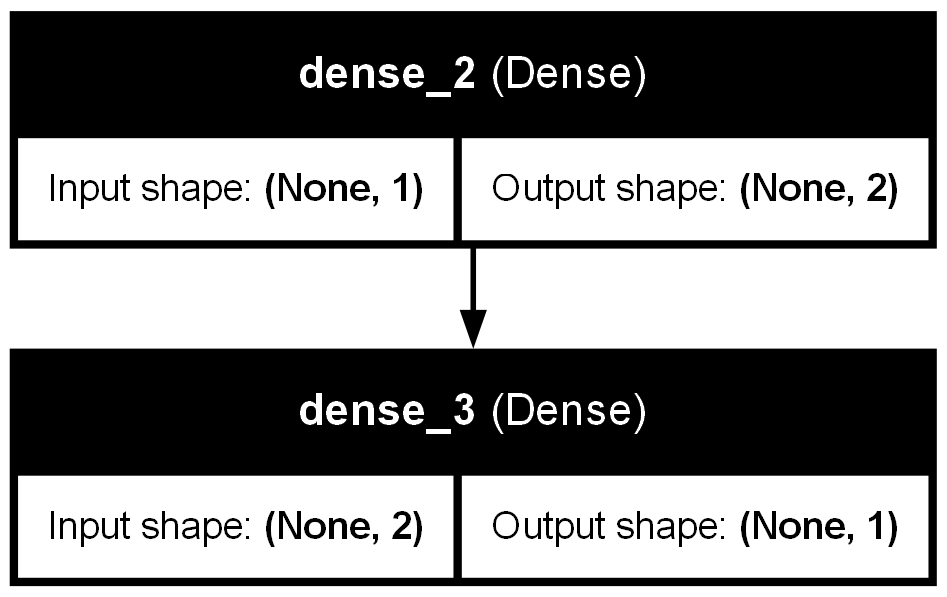 dense_2 (Dense)
Input shape: (None, 1) Output shape: (None, 2)
dense_3 (Dense)
Input shape: (None, 2) Output shape: (None, 1)